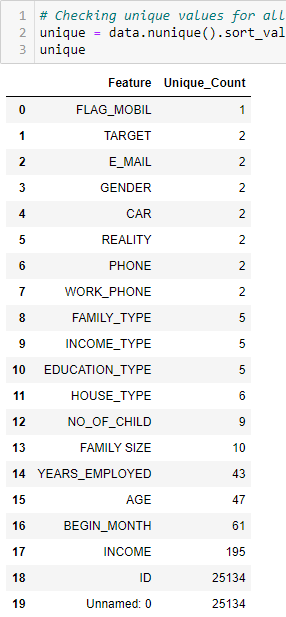 1 # Checking unique values for all
2 unique = data.nunique().sort_val
3 unique
Feature Unique_Count
0 FLAG_MOBIL 1
1 TARGET 2
2 E_MAIL 2
3 GENDER 2
4 CAR 2
5 REALITY 2
6 PHONE 2
7 WORK_PHONE 2
8 FAMILY_TYPE 5
9 INCOME_TYPE 5
10 EDUCATION_TYPE 5
11 HOUSE_TYPE 6
12 NO_OF_CHILD 9
13 FAMILY SIZE 10
14 YEARS_EMPLOYED 43
15 AGE 47
16 BEGIN_MONTH 61
17 INCOME 195
18 ID 25134
19 Unnamed: 0 25134